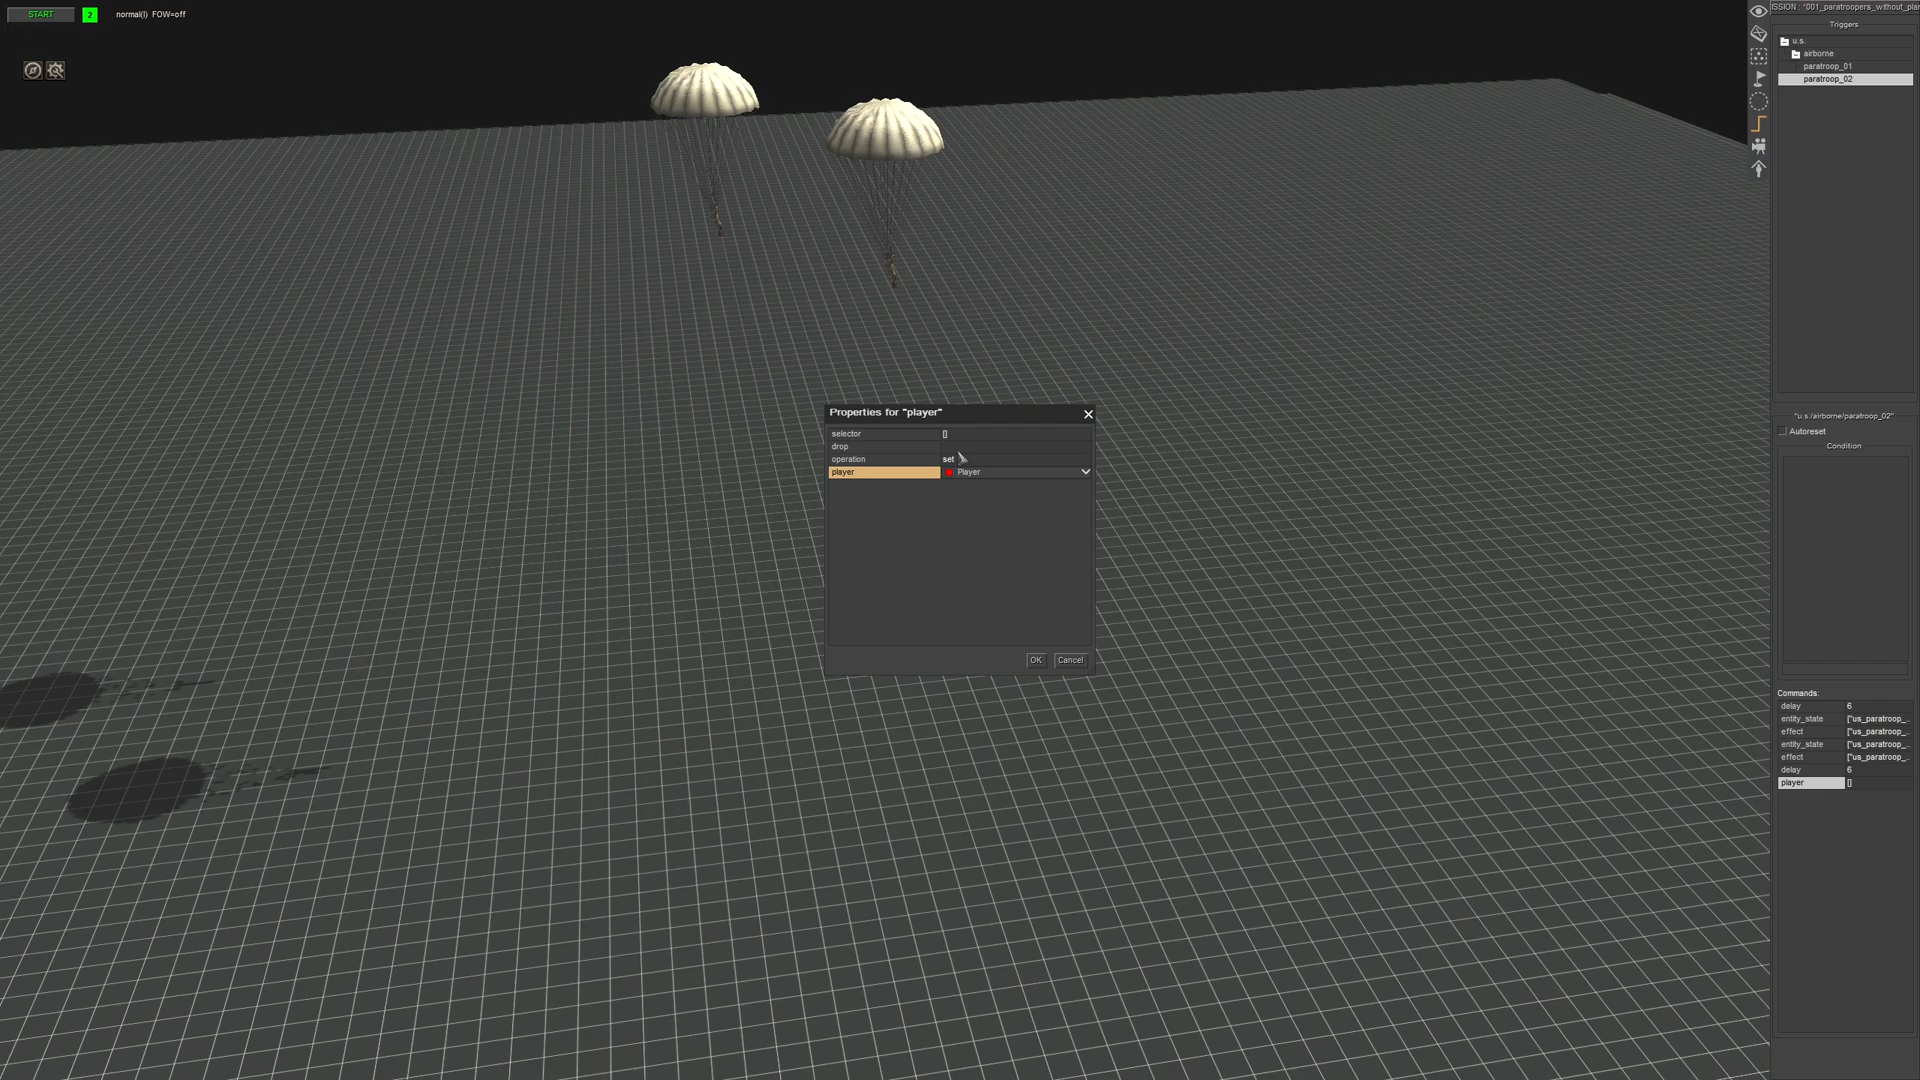 START 2 normal(l) FOW=off
ISSION : "001_paratroopers_without_plan
Triggers
u.s.
airborne
paratroop_01
paratroop_02
Properties for "player"
selector []
drop
operation set
player Player
OK Cancel
"u.s./airborne/paratroop_02"
Autoreset
Condition
Commands:
delay 6
entity_state ["us_paratroop_..
effect ["us_paratroop_..
entity_state ["us_paratroop_..
effect ["us_paratroop_..
delay 6
player []